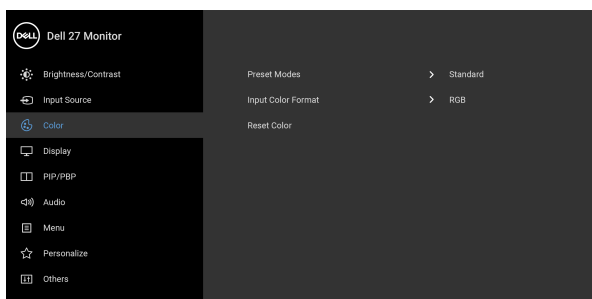 DELL Dell 27 Monitor
Brightness/Contrast
Input Source
Color
Display
PIP/PBP
Audio
Menu
Personalize
Others
Preset Modes > Standard
Input Color Format > RGB
Reset Color